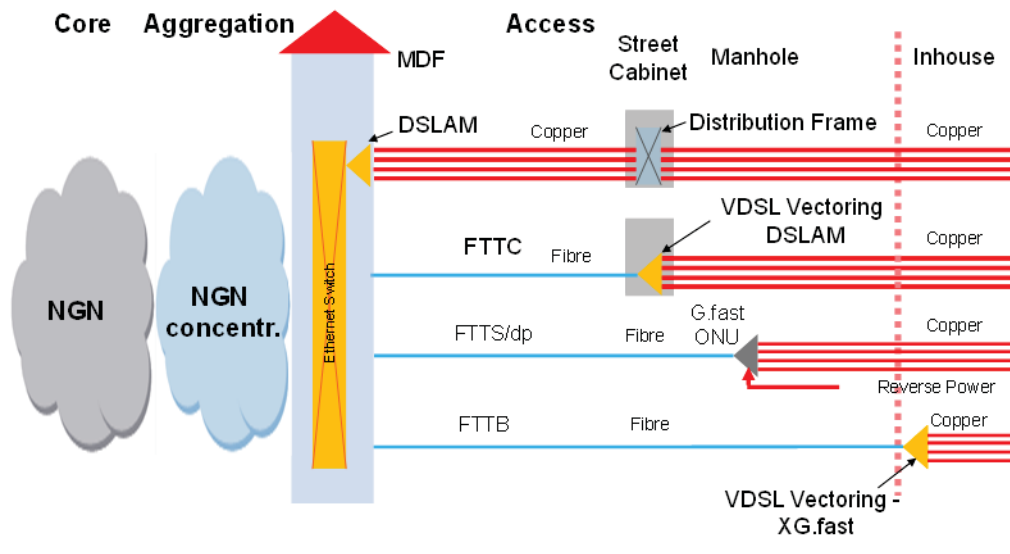 Core
Aggregation
Access
MDF
Street
Cabinet
Manhole
Inhouse
DSLAM
Copper
Distribution Frame
Copper
VDSL Vectoring
DSLAM
FTTC
Fibre
Copper
NGN
NGN
concentr.
Ethernet Switch
G.fast
ONU
FTTS/dp
Fibre
Copper
Reverse Power
FTTB
Fibre
Copper
VDSL Vectoring -
XG.fast